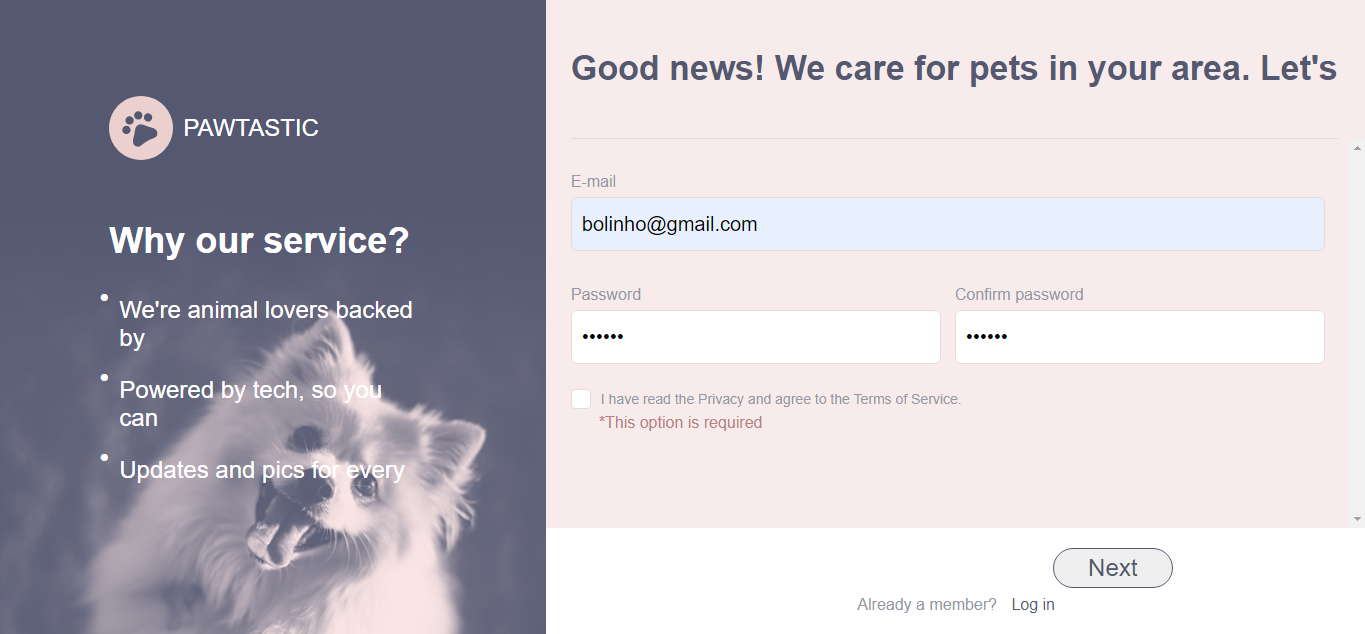 PAWTASTIC
Why our service?
We're animal lovers backed
by
Powered by tech, so you
can
Updates and pics for every
Good news! We care for pets in your area. Let's
E-mail
bolinho@gmail.com
Password
Confirm password
••••••
••••••
I have read the Privacy and agree to the Terms of Service.
*This option is required
Next
Already a member? Log in